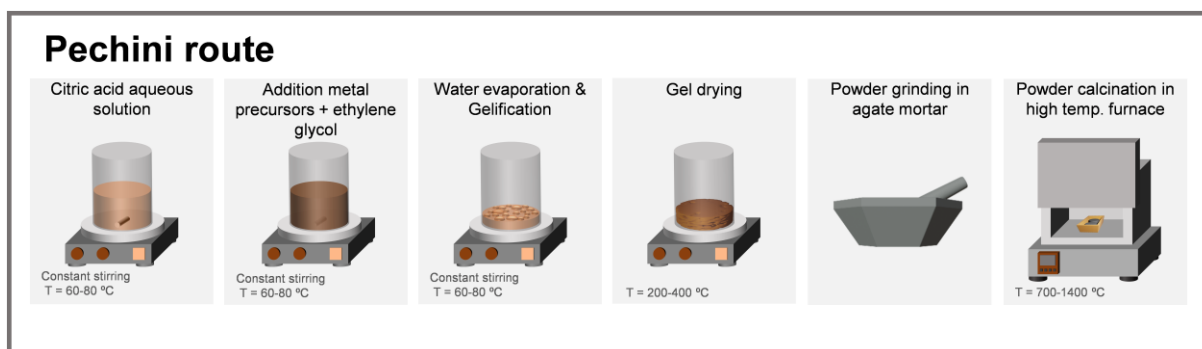 Pechini route
Citric acid aqueous
solution
Constant stirring
T = 60-80 ºC
Addition metal
precursors + ethylene
glycol
Constant stirring
T = 60-80 ºC
Water evaporation &
Gelification
Constant stirring
T = 60-80 ºC
Gel drying
T = 200-400 ºC
Powder grinding in
agate mortar
Powder calcination in
high temp. furnace
T = 700-1400 ºC